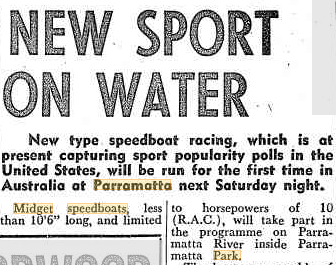 NEW SPORT
ON WATER
New type speedboat racing, which is at
present capturing sport popularity polls in the
United States, will be run for the first time in
Australia at Parramatta next Saturday night.
Midget speedboats, less
than 10'6" long, and limited
to horsepowers of 10
(R.A.C.), will take part in
the programme on Parra-
matta River inside Parra-
matta Park.